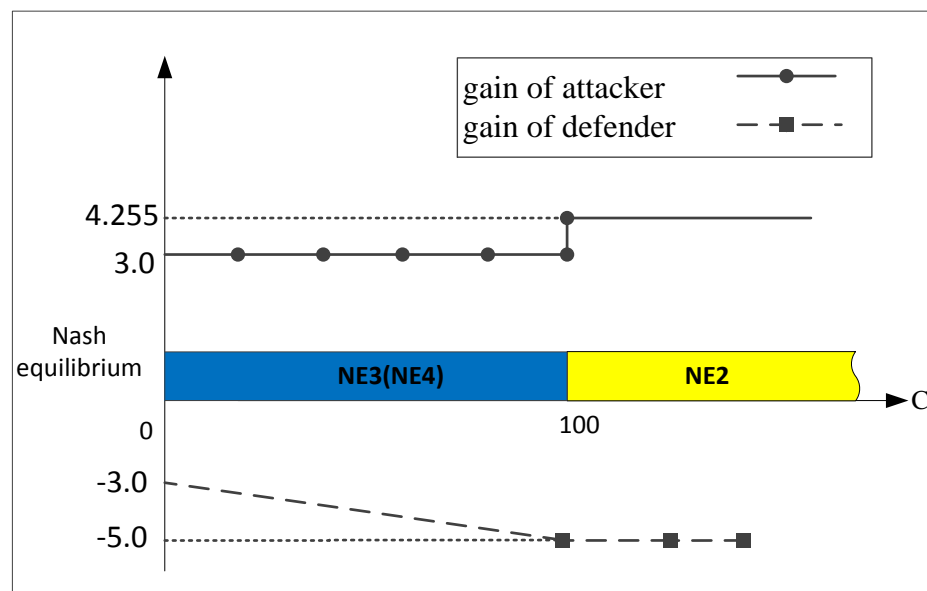 gain of attacker
gain of defender
4.255
3.0
Nash
equilibrium
NE3(NE4)
NE2
C
0
100
-3.0
-5.0